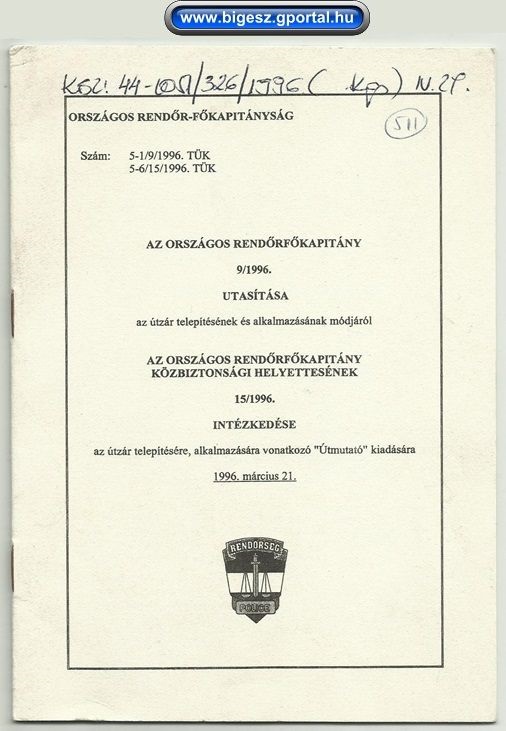 www.bigesz.gportal.hu
326/1996
ORSZÁGOS RENDŐR-FŐKAPITÁNYSÁG
511
Szám: 5-1/9/1996. TÜK
5-6/15/1996. TÜK
AZ ORSZÁGOS RENDŐRFŐKAPITÁNY
9/1996.
UTASÍTÁSA
az útzár telepítésének és alkalmazásának módjáról
AZ ORSZÁGOS RENDŐRFŐKAPITÁNY
KÖZBIZTONSÁGI HELYETTESÉNEK
15/1996.
INTÉZKEDÉSE
az útzár telepítésére, alkalmazására vonatkozó "Útmutató" kiadására
1996. március 21.
RENDŐRSÉG
POLICE